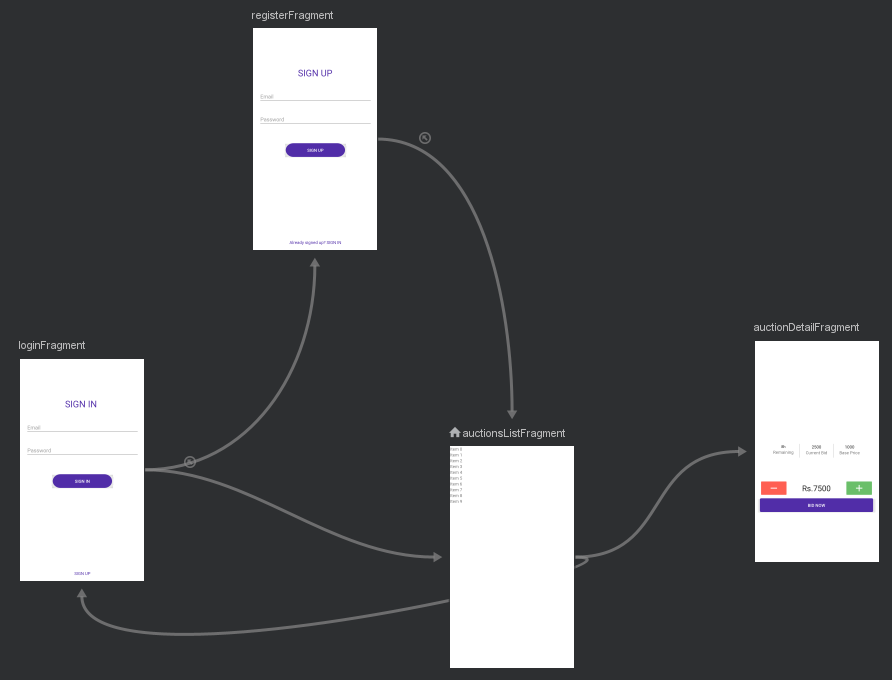 registerFragment
SIGN UP
Email
Password
SIGN UP
Already signed up? SIGN IN
loginFragment
SIGN IN
Email
Password
SIGN IN
SIGN UP
auctionsListFragment
Item 0
Item 1
Item 2
Item 3
Item 4
Item 5
Item 6
Item 7
Item 8
Item 9
auctionDetailFragment
2500 1000
Remaining Current Bid Base Price
− Rs.7500 +
BID NOW